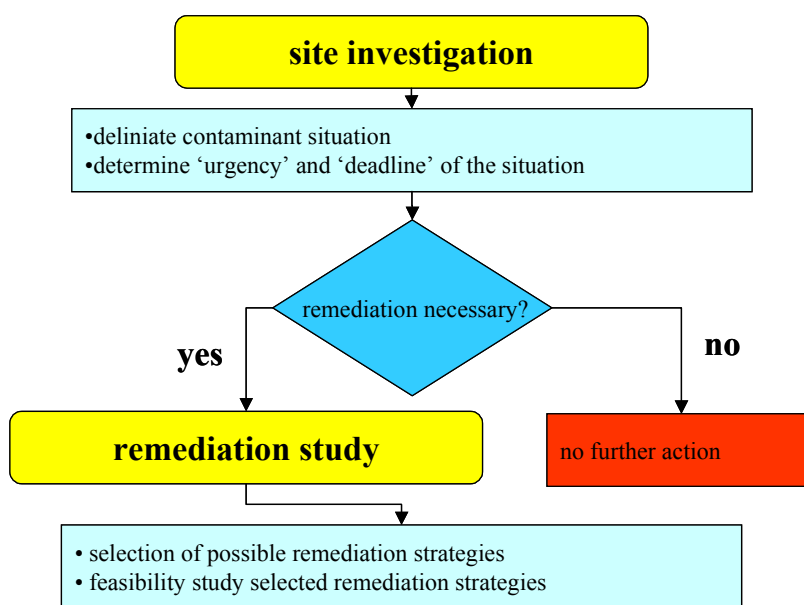 site investigation
•deliniate contaminant situation
•determine ‘urgency’ and ‘deadline’ of the situation
remediation necessary?
yes
no
remediation study
no further action
• selection of possible remediation strategies
• feasibility study selected remediation strategies